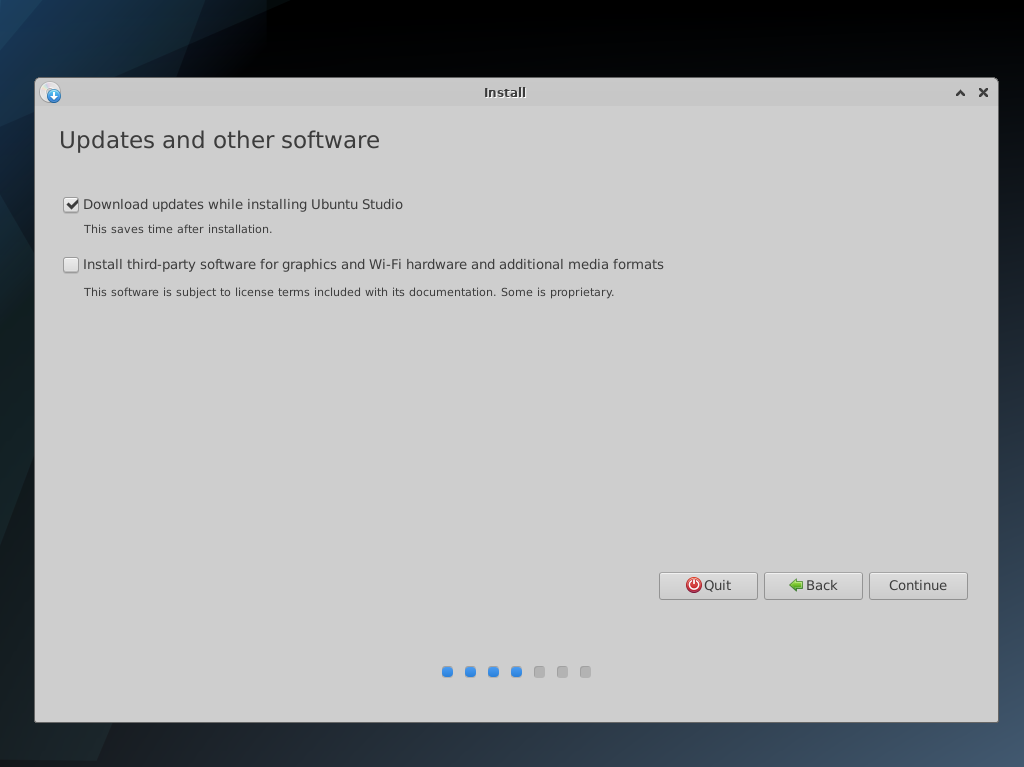 Install
Updates and other software
Download updates while installing Ubuntu Studio
This saves time after installation.
Install third-party software for graphics and Wi-Fi hardware and additional media formats
This software is subject to license terms included with its documentation. Some is proprietary.
Quit Back Continue